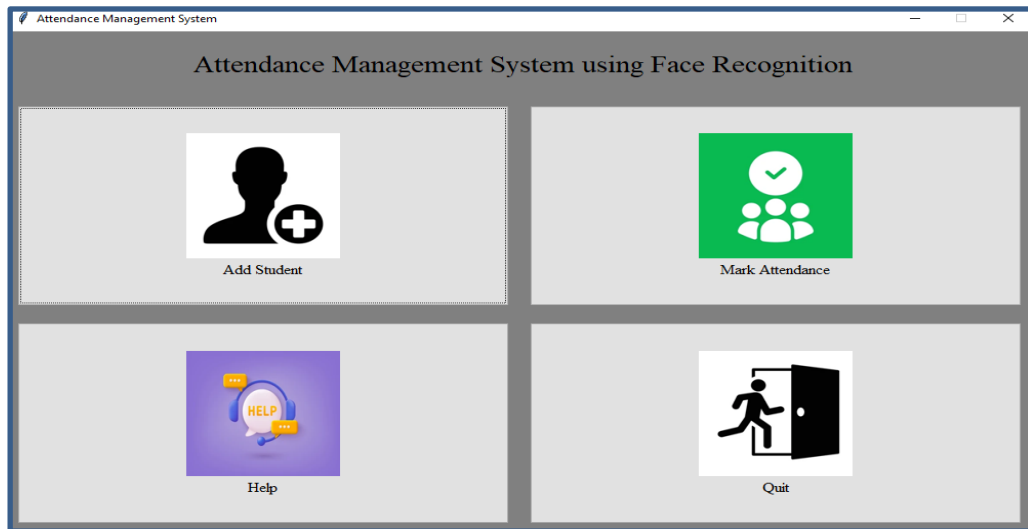 Attendance Management System
Attendance Management System using Face Recognition
Add Student
Mark Attendance
HELP
Help
Quit